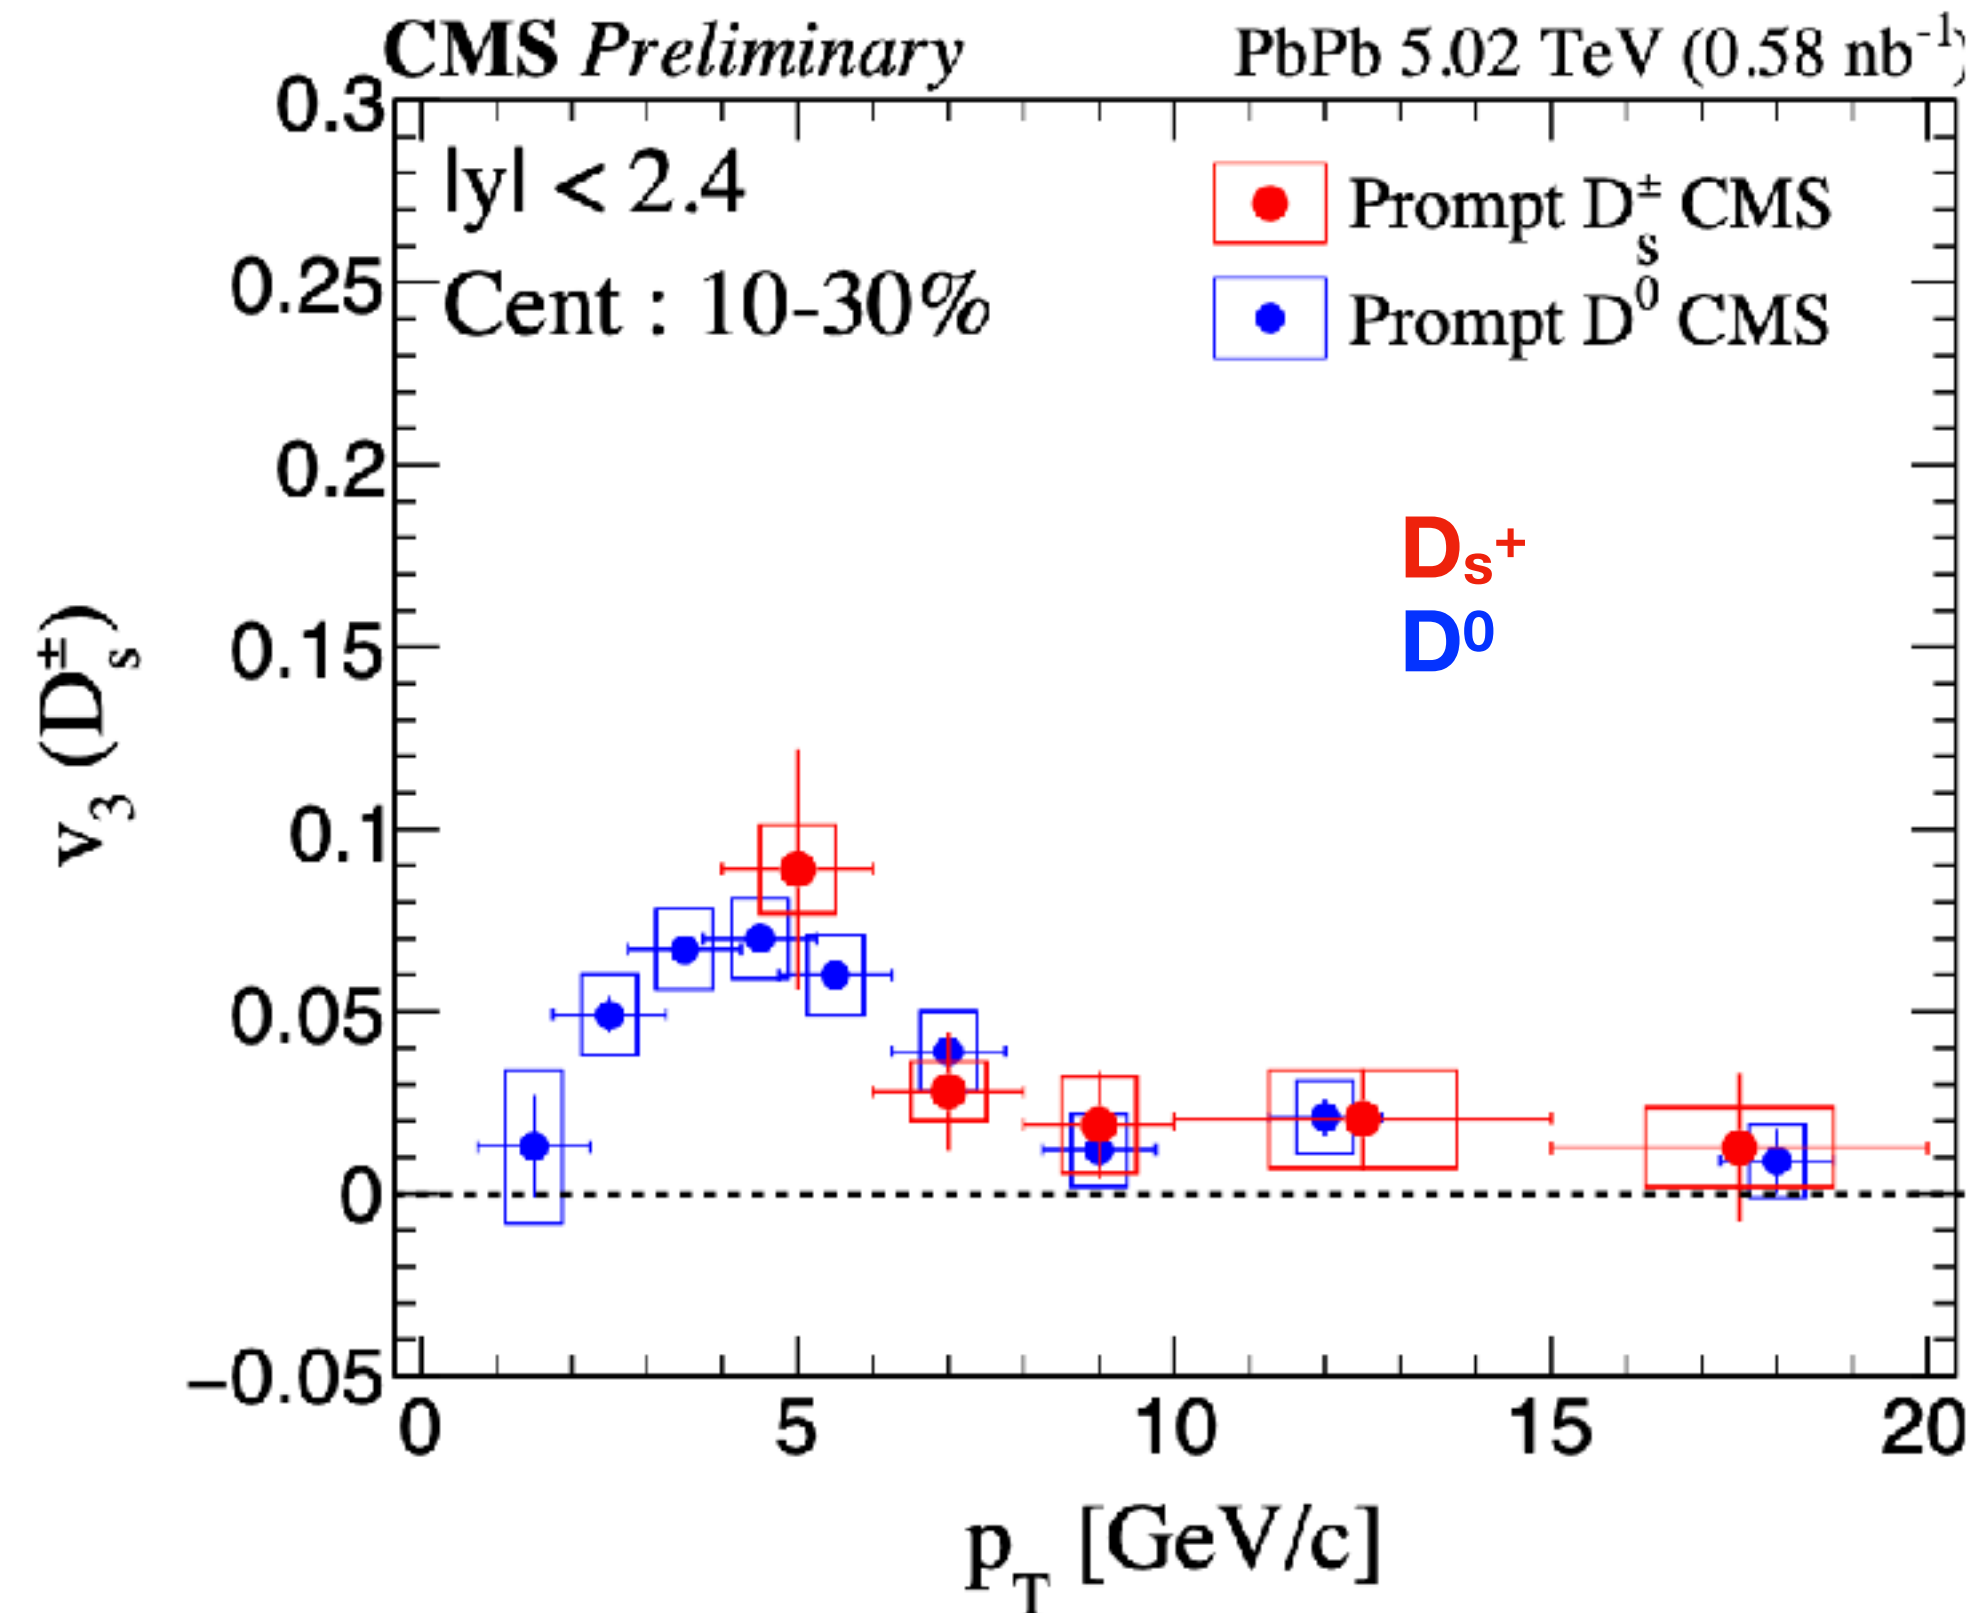 CMS Preliminary PbPb 5.02 TeV (0.58 nb⁻¹)
|y| < 2.4
Cent : 10-30%
Prompt D±s CMS
Prompt D⁰ CMS
Ds⁺
D⁰
v3 (D±s)
0.3
0.25
0.2
0.15
0.1
0.05
0
−0.05
0 5 10 15 20
pT [GeV/c]